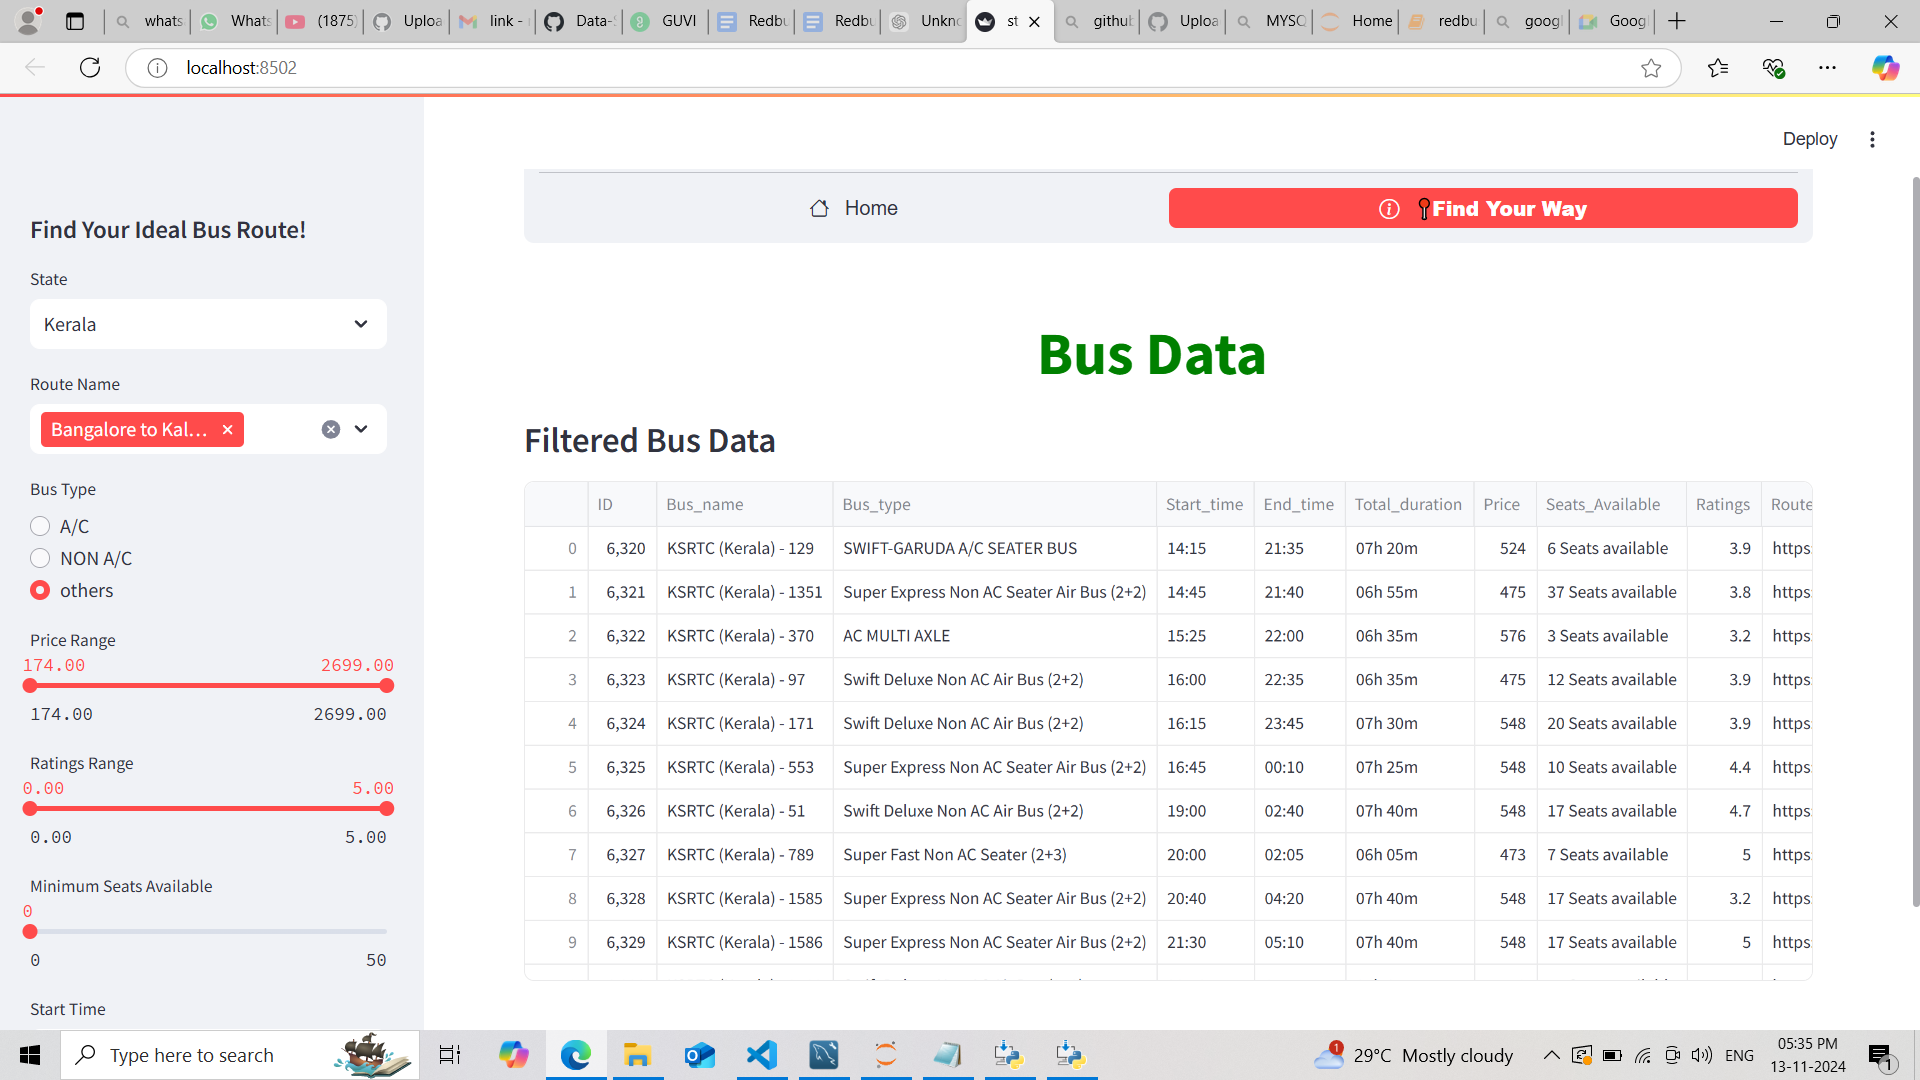 whats
Whats
(1875)
Uploa
link -
Data-S
GUVI
Redbu
Redbu
Unkno
st
github
Uploa
MYSQ
Home
redbu
googl
Googl
localhost:8502
Deploy
Find Your Ideal Bus Route!
State
Kerala
Route Name
Bangalore to Kal...
Bus Type
A/C
NON A/C
others
Price Range
174.00 2699.00
174.00 2699.00
Ratings Range
0.00 5.00
0.00 5.00
Minimum Seats Available
0
0 50
Start Time
Home
Find Your Way
Bus Data
Filtered Bus Data
ID Bus_name Bus_type Start_time End_time Total_duration Price Seats_Available Ratings Route
0 6,320 KSRTC (Kerala) - 129 SWIFT-GARUDA A/C SEATER BUS 14:15 21:35 07h 20m 524 6 Seats available 3.9 https:
1 6,321 KSRTC (Kerala) - 1351 Super Express Non AC Seater Air Bus (2+2) 14:45 21:40 06h 55m 475 37 Seats available 3.8 https:
2 6,322 KSRTC (Kerala) - 370 AC MULTI AXLE 15:25 22:00 06h 35m 576 3 Seats available 3.2 https:
3 6,323 KSRTC (Kerala) - 97 Swift Deluxe Non AC Air Bus (2+2) 16:00 22:35 06h 35m 475 12 Seats available 3.9 https:
4 6,324 KSRTC (Kerala) - 171 Swift Deluxe Non AC Air Bus (2+2) 16:15 23:45 07h 30m 548 20 Seats available 3.9 https:
5 6,325 KSRTC (Kerala) - 553 Super Express Non AC Seater Air Bus (2+2) 16:45 00:10 07h 25m 548 10 Seats available 4.4 https:
6 6,326 KSRTC (Kerala) - 51 Swift Deluxe Non AC Air Bus (2+2) 19:00 02:40 07h 40m 548 17 Seats available 4.7 https:
7 6,327 KSRTC (Kerala) - 789 Super Fast Non AC Seater (2+3) 20:00 02:05 06h 05m 473 7 Seats available 5 https:
8 6,328 KSRTC (Kerala) - 1585 Super Express Non AC Seater Air Bus (2+2) 20:40 04:20 07h 40m 548 17 Seats available 3.2 https:
9 6,329 KSRTC (Kerala) - 1586 Super Express Non AC Seater Air Bus (2+2) 21:30 05:10 07h 40m 548 17 Seats available 5 https:
Type here to search
1
29°C Mostly cloudy
ENG
05:35 PM
13-11-2024
1